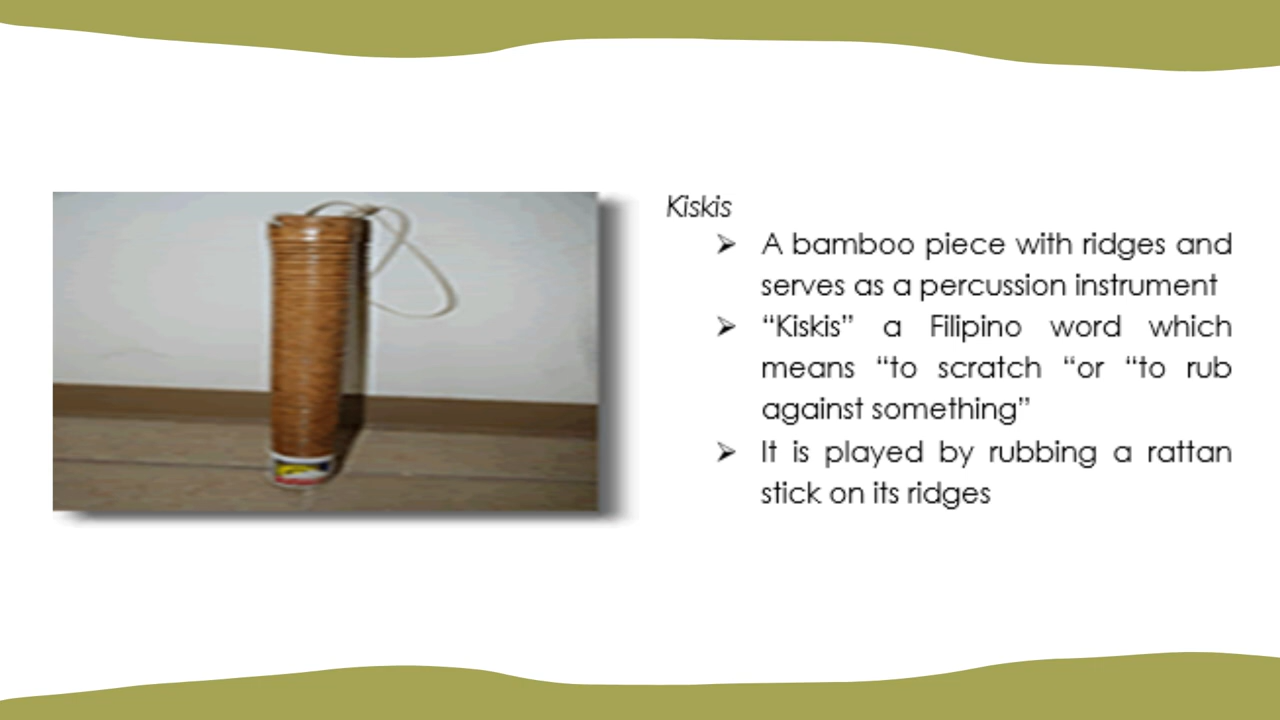 Kiskis
➢ A bamboo piece with ridges and
serves as a percussion instrument
➢ “Kiskis” a Filipino word which
means “to scratch “or “to rub
against something”
➢ It is played by rubbing a rattan
stick on its ridges